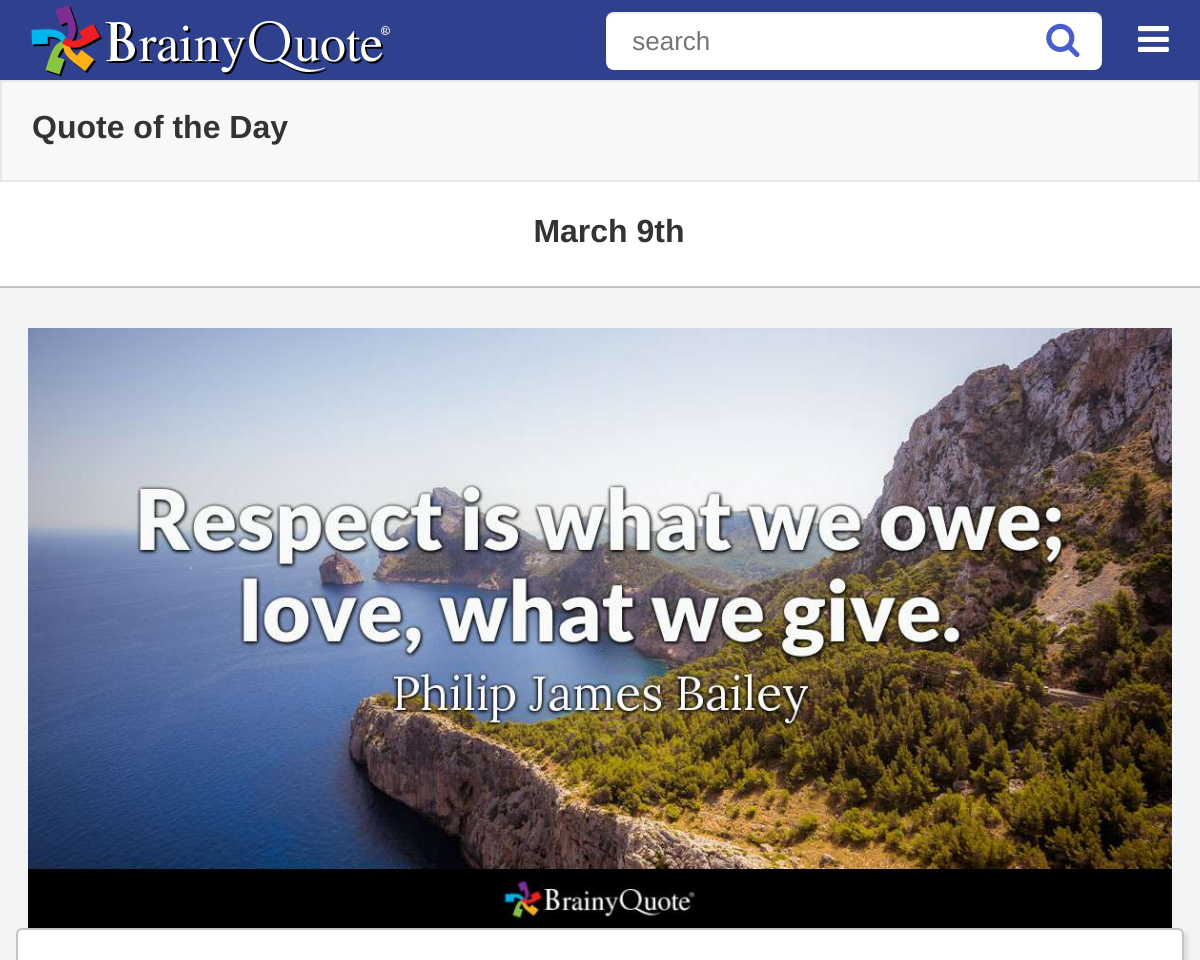 BrainyQuote®
search
Quote of the Day
March 9th
Respect is what we owe;
love, what we give.
Philip James Bailey
BrainyQuote®